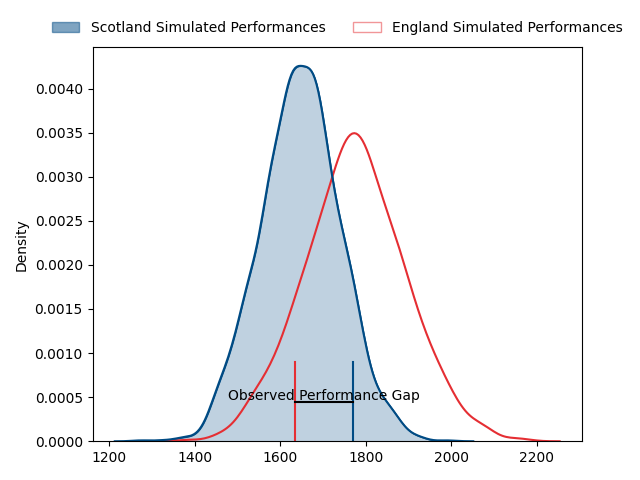 Scotland Simulated Performances
England Simulated Performances
0.0040
0.0035
0.0030
0.0025
0.0020
0.0015
0.0010
0.0005
0.0000
Density
Observed Performance Gap
1200 1400 1600 1800 2000 2200